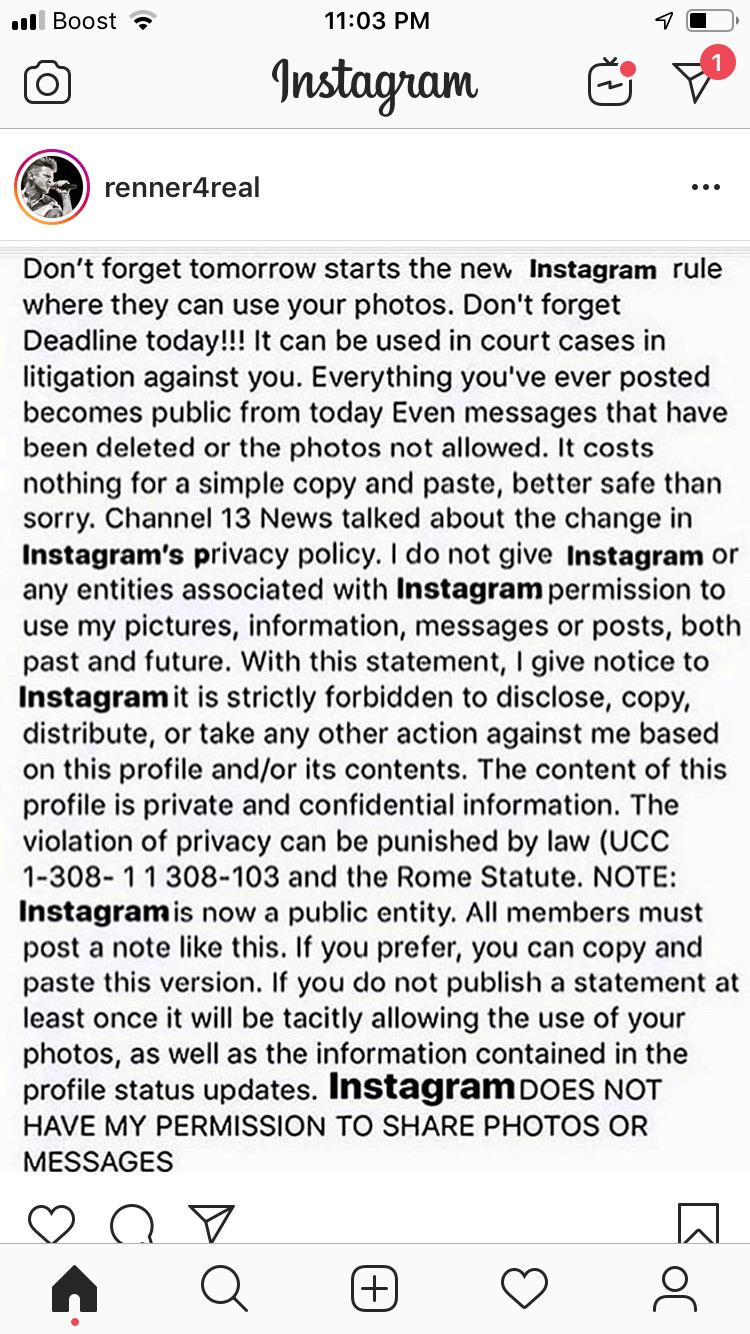 Boost
11:03 PM
Instagram
1
renner4real
Don't forget tomorrow starts the new Instagram rule
where they can use your photos. Don't forget
Deadline today!!! It can be used in court cases in
litigation against you. Everything you've ever posted
becomes public from today Even messages that have
been deleted or the photos not allowed. It costs
nothing for a simple copy and paste, better safe than
sorry. Channel 13 News talked about the change in
Instagram's privacy policy. I do not give Instagram or
any entities associated with Instagram permission to
use my pictures, information, messages or posts, both
past and future. With this statement, I give notice to
Instagram it is strictly forbidden to disclose, copy,
distribute, or take any other action against me based
on this profile and/or its contents. The content of this
profile is private and confidential information. The
violation of privacy can be punished by law (UCC
1-308- 1 1 308-103 and the Rome Statute. NOTE:
Instagram is now a public entity. All members must
post a note like this. If you prefer, you can copy and
paste this version. If you do not publish a statement at
least once it will be tacitly allowing the use of your
photos, as well as the information contained in the
profile status updates. Instagram DOES NOT
HAVE MY PERMISSION TO SHARE PHOTOS OR
MESSAGES